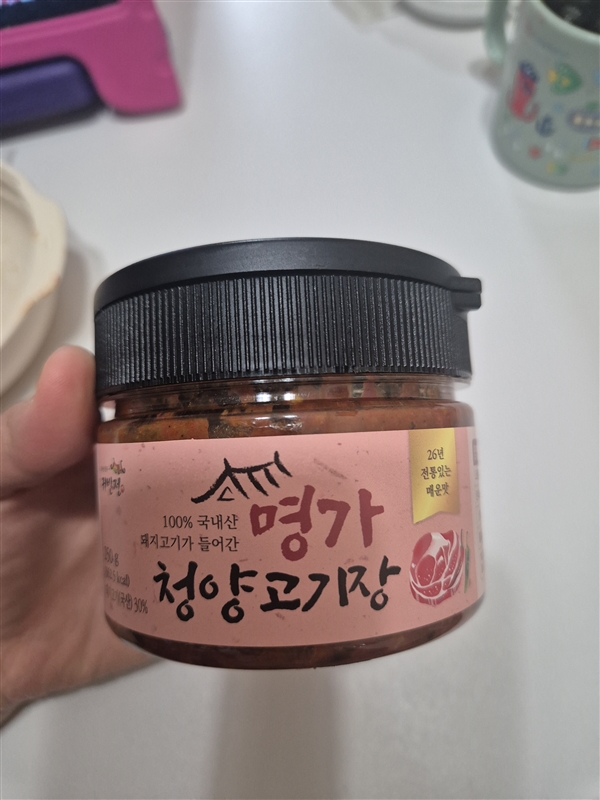 26년
전통있는
매운맛
100% 국내산
돼지고기가 들어간
명가
청양고기장
30%